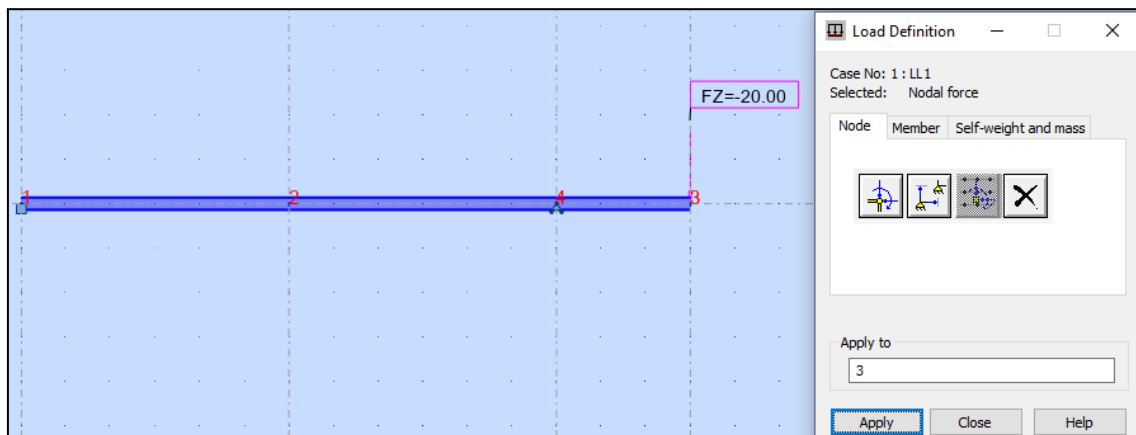 Load Definition
Case No: 1 : LL1
Selected: Nodal force
Node Member Self-weight and mass
FZ=-20.00
1 2 4 3
Apply to
3
Apply Close Help